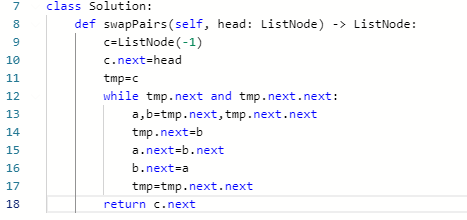 7 class Solution:
8     def swapPairs(self, head: ListNode) -> ListNode:
9         c=ListNode(-1)
10         c.next=head
11         tmp=c
12         while tmp.next and tmp.next.next:
13             a,b=tmp.next,tmp.next.next
14             tmp.next=b
15             a.next=b.next
16             b.next=a
17             tmp=tmp.next.next
18         return c.next